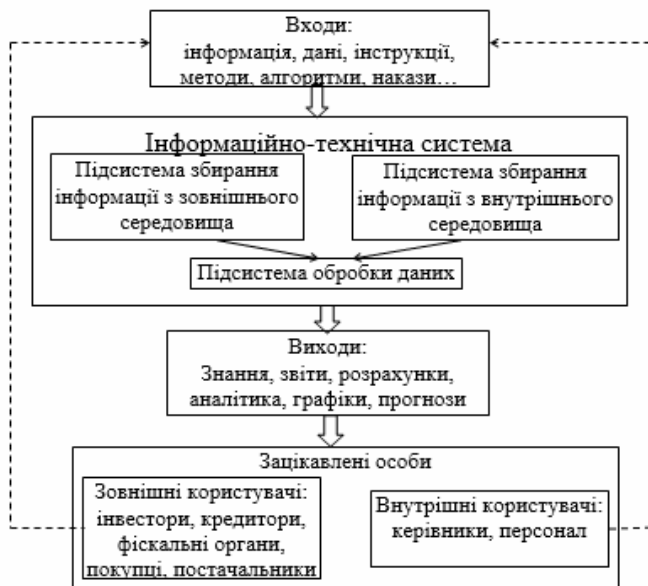 Входи:
інформація, дані, інструкції,
методи, алгоритми, накази…
Інформаційно-технічна система
Підсистема збирання
інформації з зовнішнього
середовища
Підсистема збирання
інформації з внутрішнього
середовища
Підсистема обробки даних
Виходи:
Знання, звіти, розрахунки,
аналітика, графіки, прогнози
Зацікавлені особи
Зовнішні користувачі:
інвестори, кредитори,
фіскальні органи,
покупці, постачальники
Внутрішні користувачі:
керівники, персонал